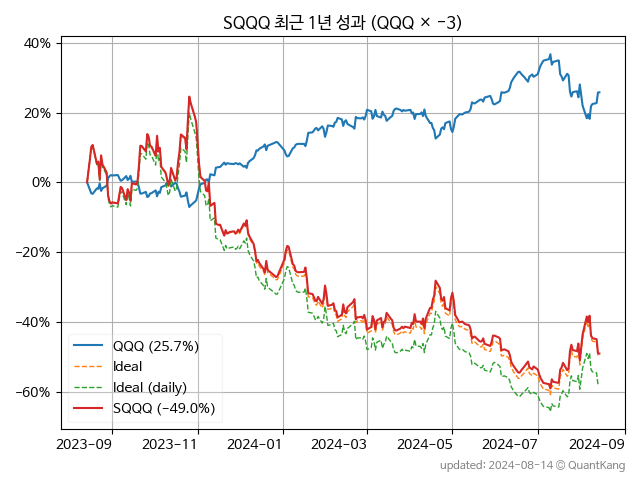 SQQQ 최근 1년 성과 (QQQ × −3)
40%
20%
0%
−20%
−40%
−60%
QQQ (25.7%)
Ideal
Ideal (daily)
SQQQ (−49.0%)
2023-09 2023-11 2024-01 2024-03 2024-05 2024-07 2024-09
updated: 2024-08-14 © QuantKang